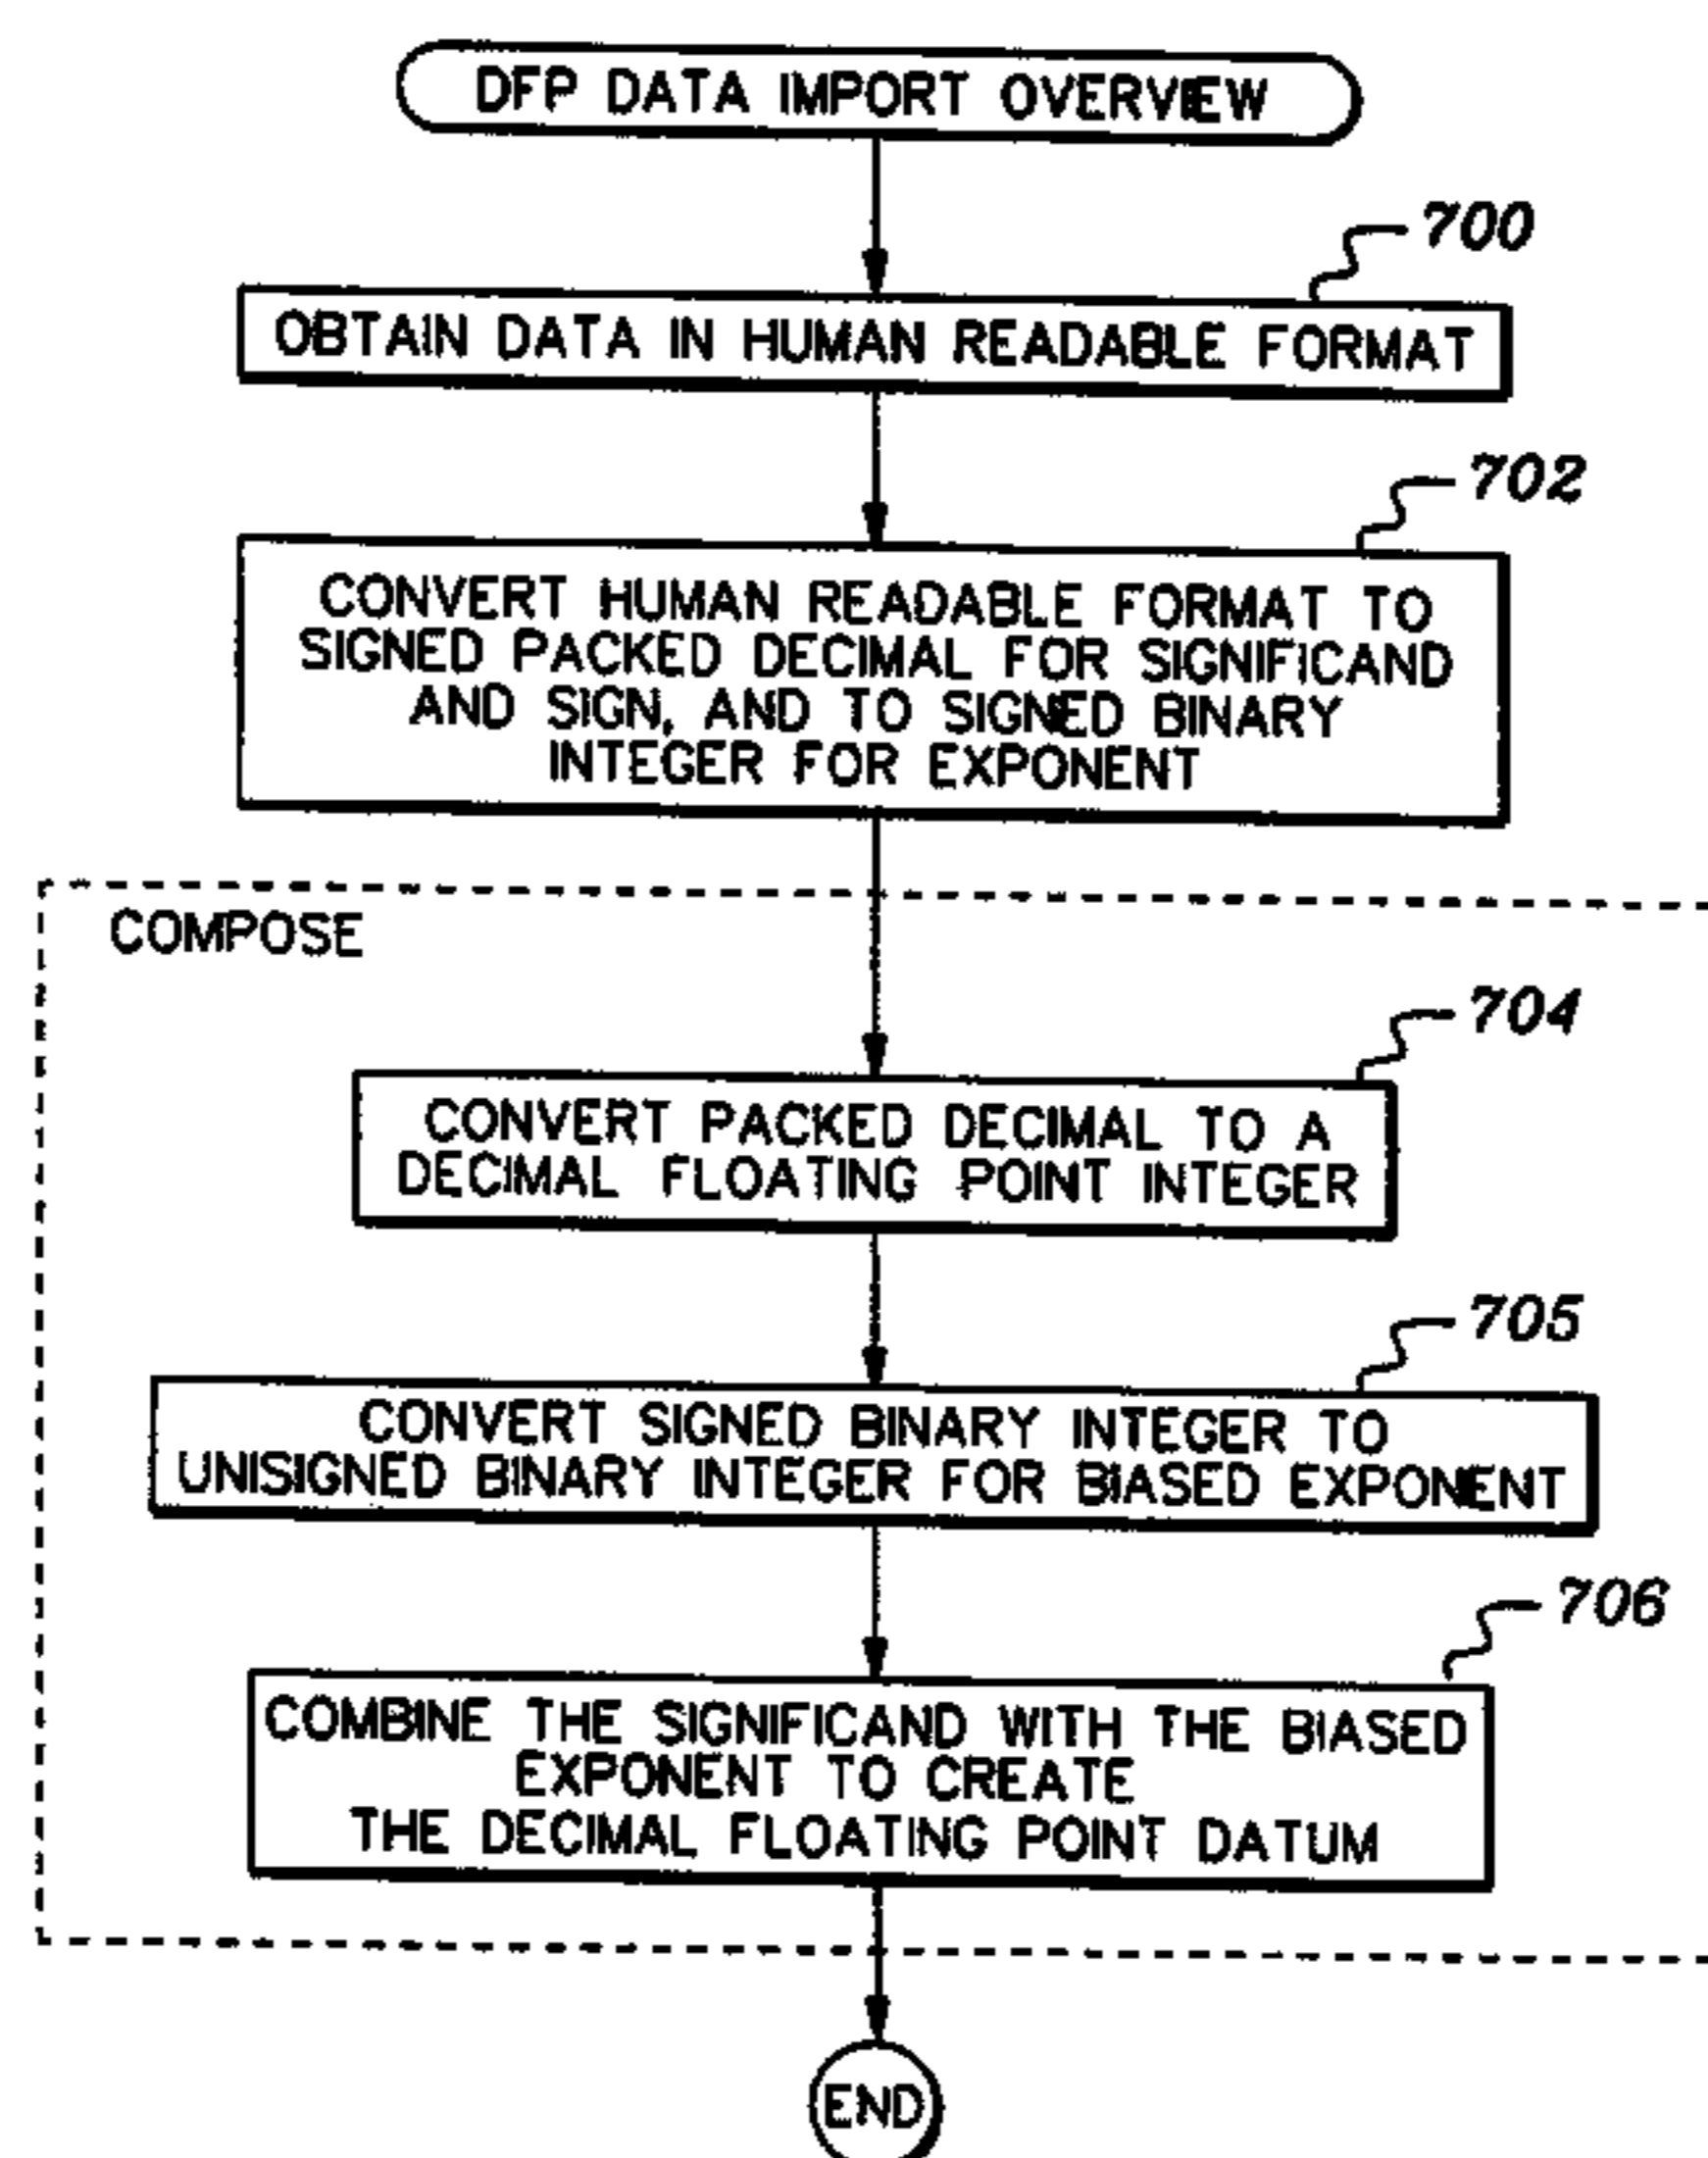 DFP DATA IMPORT OVERVIEW
700
OBTAIN DATA IN HUMAN READABLE FORMAT
702
CONVERT HUMAN READABLE FORMAT TO
SIGNED PACKED DECIMAL FOR SIGNIFICAND
AND SIGN, AND TO SIGNED BINARY
INTEGER FOR EXPONENT
COMPOSE
704
CONVERT PACKED DECIMAL TO A
DECIMAL FLOATING POINT INTEGER
705
CONVERT SIGNED BINARY INTEGER TO
UNISIGNED BINARY INTEGER FOR BIASED EXPONENT
706
COMBINE THE SIGNIFICAND WITH THE BIASED
EXPONENT TO CREATE
THE DECIMAL FLOATING POINT DATUM
END